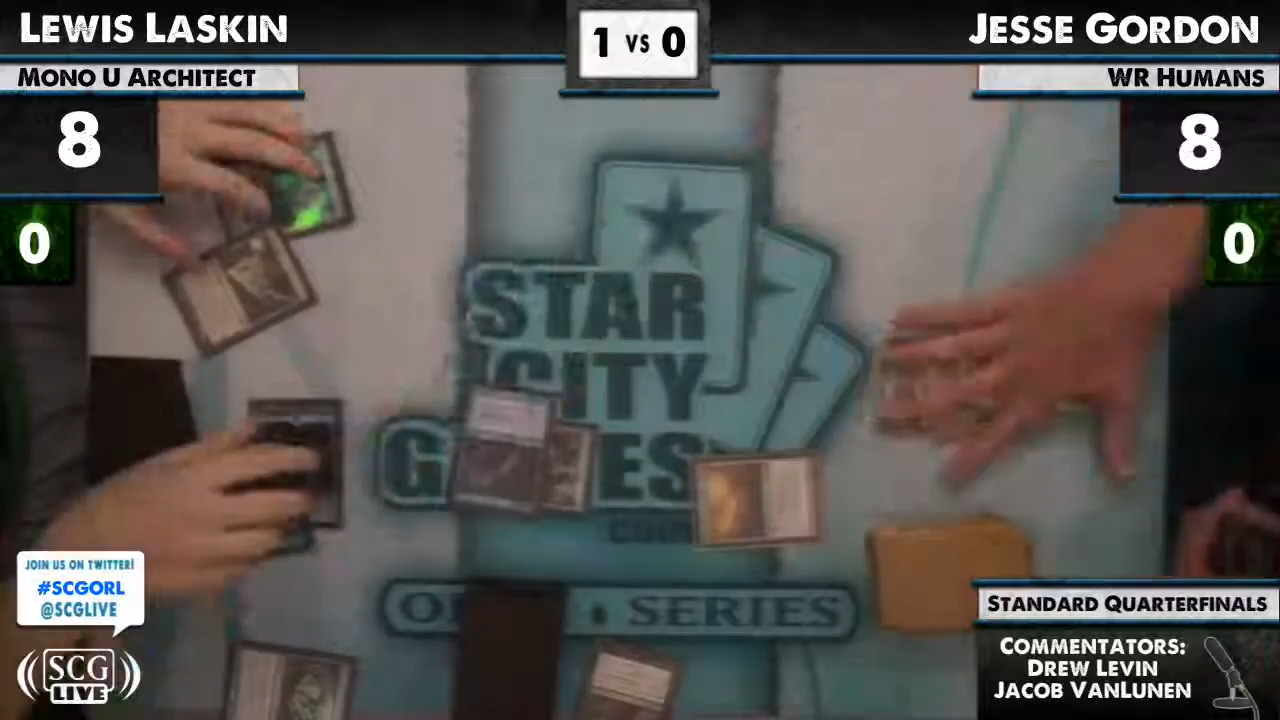 LEWIS LASKIN
1 VS 0
JESSE GORDON
MONO U ARCHITECT
WR HUMANS
8
8
0
0
STAR
CITY
G ES
SERIES
JOIN US ON TWITTER!
#SCGORL
@SCGLIVE
SCG
LIVE
STANDARD QUARTERFINALS
COMMENTATORS:
DREW LEVIN
JACOB VANLUNEN